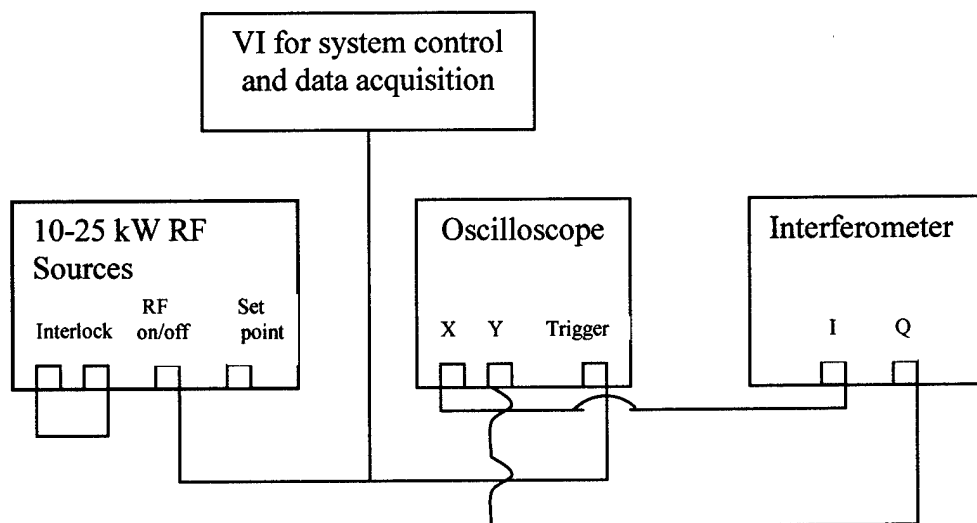 VI for system control
and data acquisition
10-25 kW RF
Sources
Interlock
RF
on/off
Set
point
Oscilloscope
X
Y
Trigger
Interferometer
I
Q